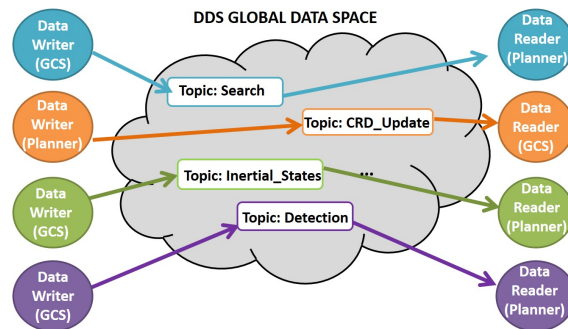 DDS GLOBAL DATA SPACE
Data
Writer
(GCS)
Topic: Search
Data
Reader
(Planner)
Data
Writer
(Planner)
Topic: CRD_Update
Data
Reader
(GCS)
Data
Writer
(GCS)
Topic: Inertial_States
...
Data
Reader
(Planner)
Data
Writer
(GCS)
Topic: Detection
Data
Reader
(Planner)